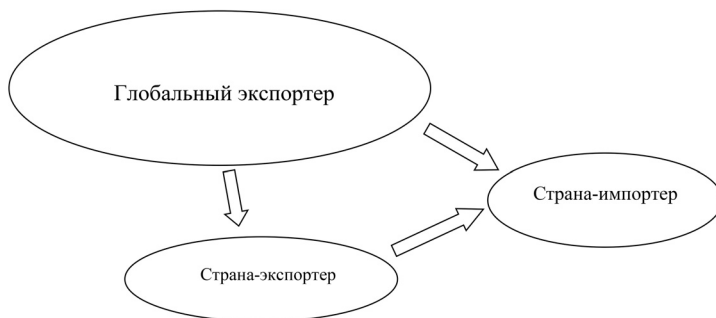 Глобальный экспортер
Страна-импортер
Страна-экспортер